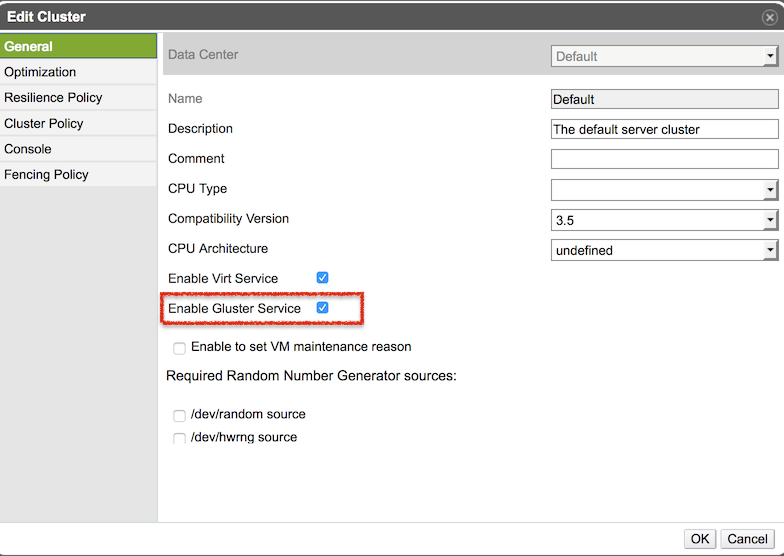 Edit Cluster
General
Optimization
Resilience Policy
Cluster Policy
Console
Fencing Policy
Data Center Default
Name Default
Description The default server cluster
Comment
CPU Type
Compatibility Version 3.5
CPU Architecture undefined
Enable Virt Service
Enable Gluster Service
Enable to set VM maintenance reason
Required Random Number Generator sources:
/dev/random source
/dev/hwrng source
OK Cancel